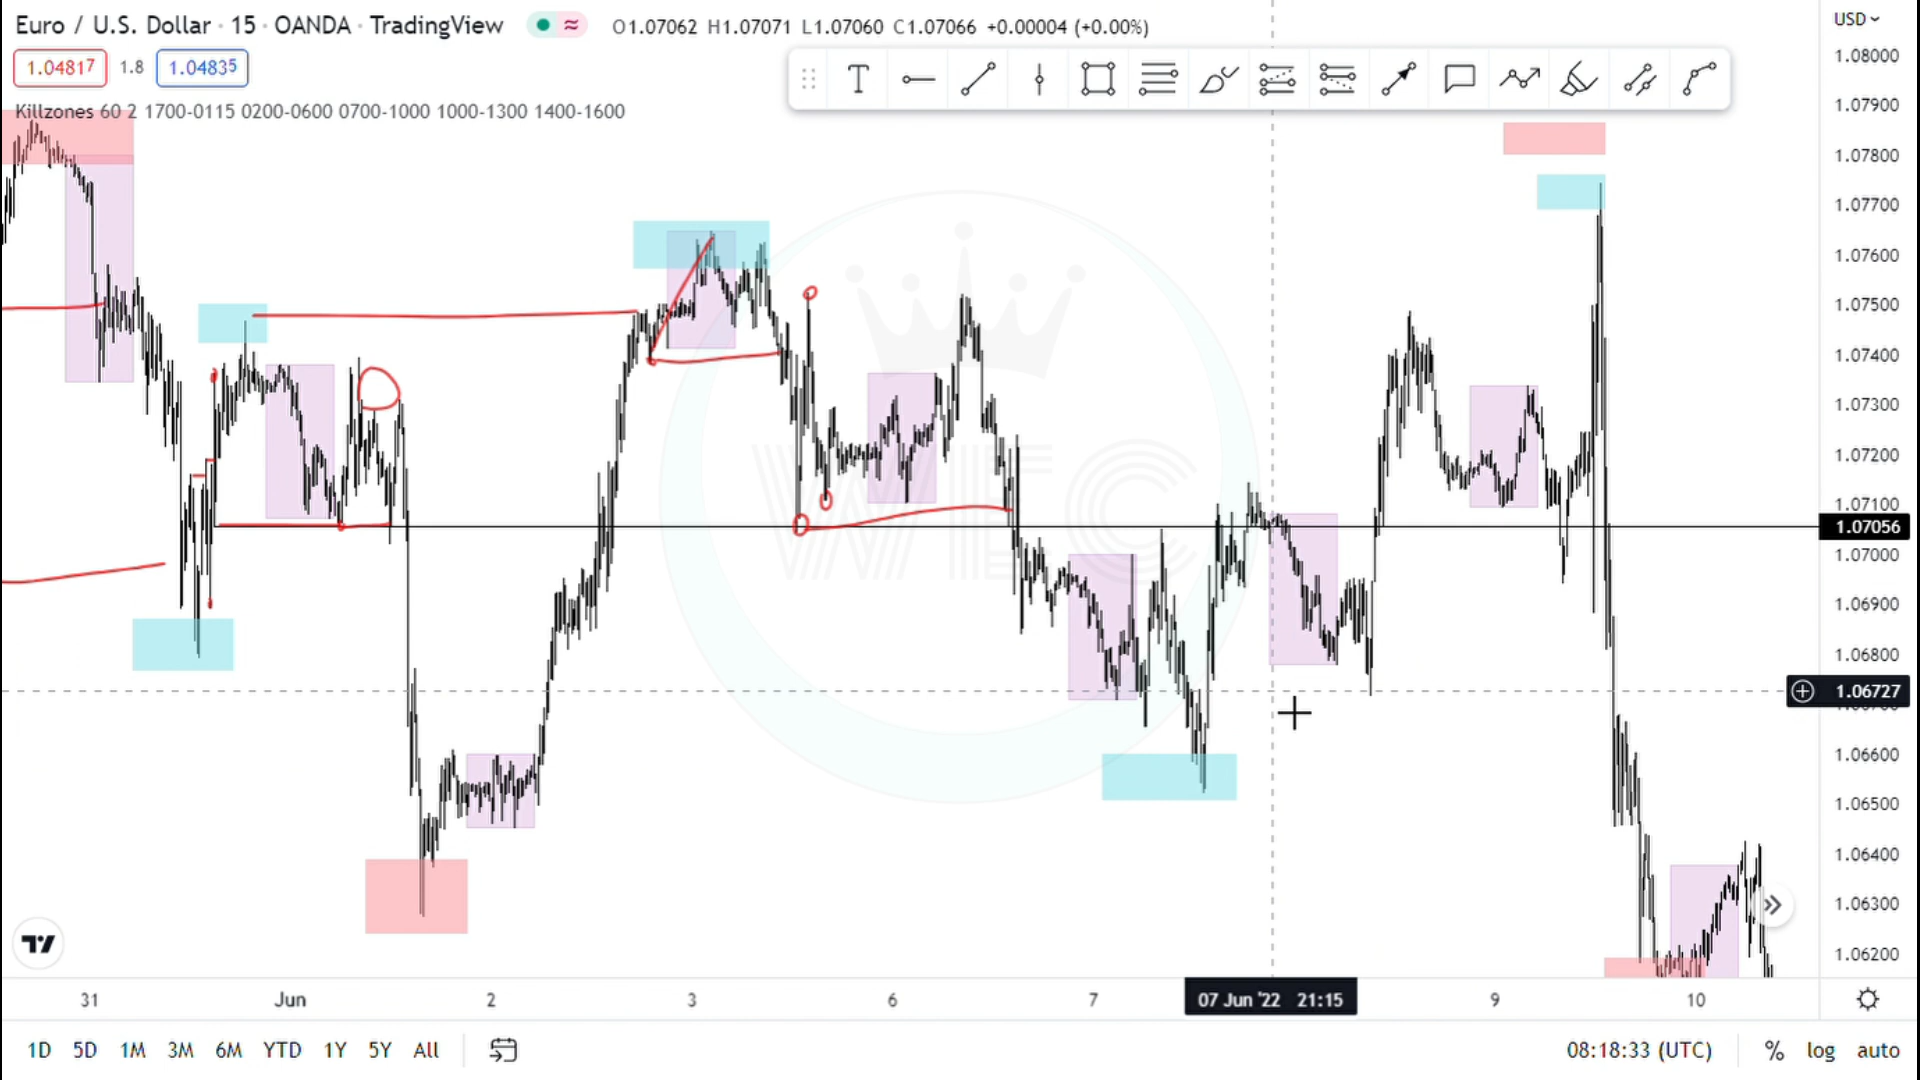 Euro / U.S. Dollar · 15 · OANDA · TradingView
O1.07062 H1.07071 L1.07060 C1.07066 +0.00004 (+0.00%)
USD
1.04817 1.8 1.04835
Killzones 60 2 1700-0115 0200-0600 0700-1000 1000-1300 1400-1600
T
1.08000
1.07900
1.07800
1.07700
1.07600
1.07500
1.07400
1.07300
1.07200
1.07100
1.07056
1.07000
1.06900
1.06800
1.06727
1.06600
1.06500
1.06400
1.06300
1.06200
WEC
31 Jun 2 3 6 7 07 Jun '22 21:15 9 10
1D 5D 1M 3M 6M YTD 1Y 5Y All 08:18:33 (UTC) % log auto